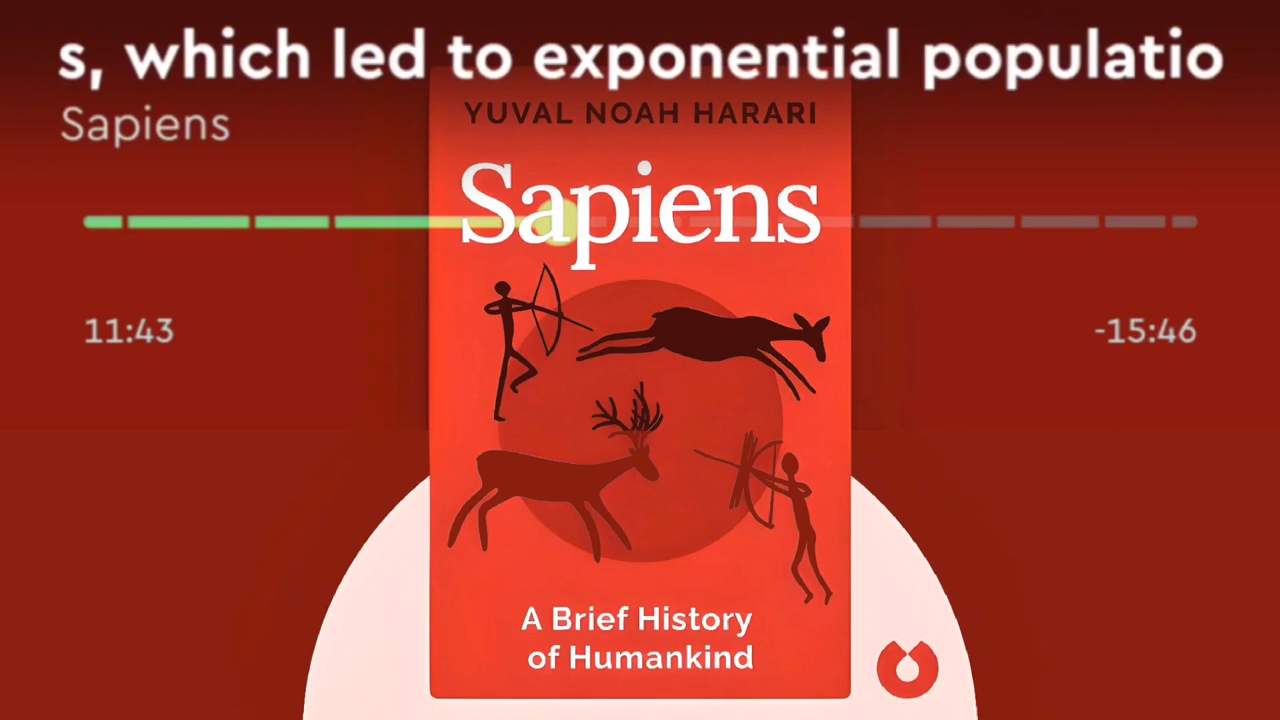 s, which led to exponential populatio
Sapiens
YUVAL NOAH HARARI
Sapiens
11:43
-15:46
A Brief History
of Humankind